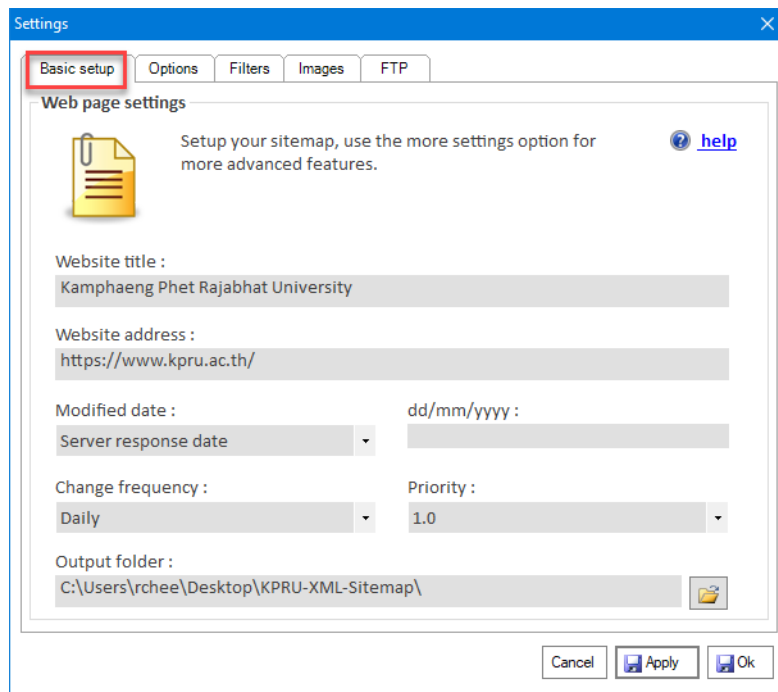 Settings
Basic setup
Options
Filters
Images
FTP
Web page settings
Setup your sitemap, use the more settings option for
more advanced features.
help
Website title :
Kamphaeng Phet Rajabhat University
Website address :
https://www.kpru.ac.th/
Modified date :
dd/mm/yyyy :
Server response date
Change frequency :
Priority :
Daily
1.0
Output folder :
C:\Users\rchee\Desktop\KPRU-XML-Sitemap\
Cancel
Apply
Ok